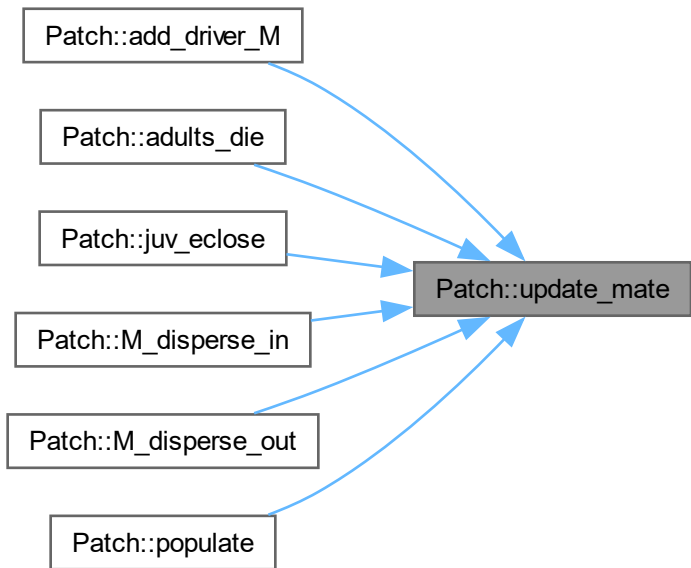 Patch::add_driver_M
Patch::adults_die
Patch::juv_eclose
Patch::update_mate
Patch::M_disperse_in
Patch::M_disperse_out
Patch::populate